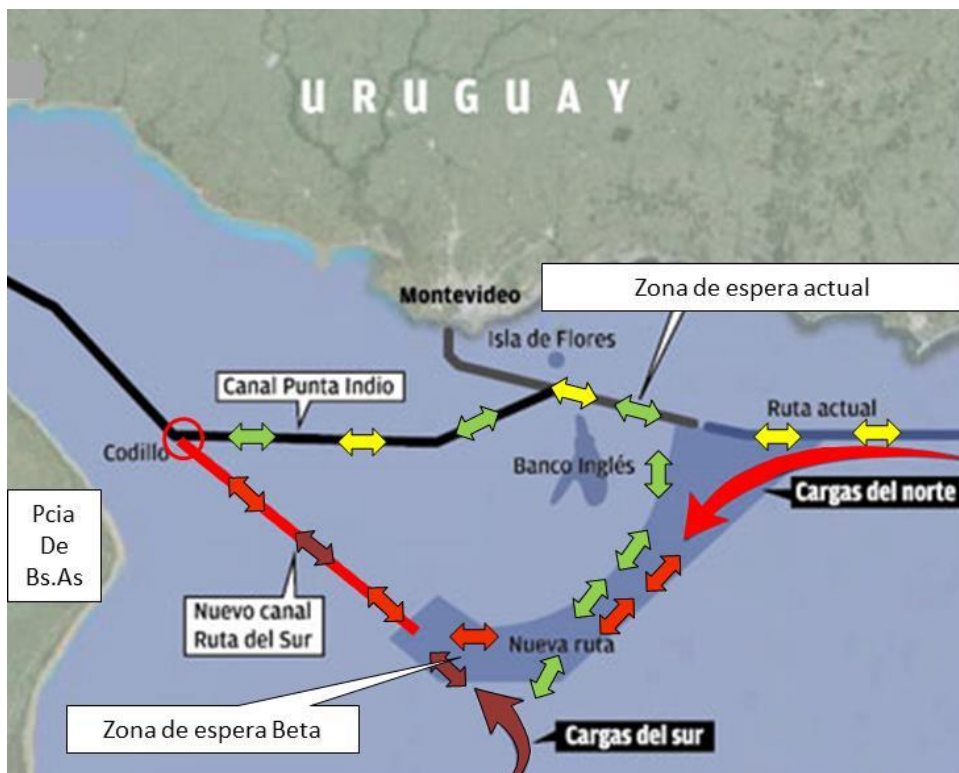 URUGUAY
Zona de espera actual
Montevideo
Isla de Flores
Canal Punta Indio
Ruta actual
Codillo
Banco Inglés
Cargas del norte
Pcia
De
Bs.As
Nuevo canal
Ruta del Sur
Nueva ruta
Zona de espera Beta
Cargas del sur